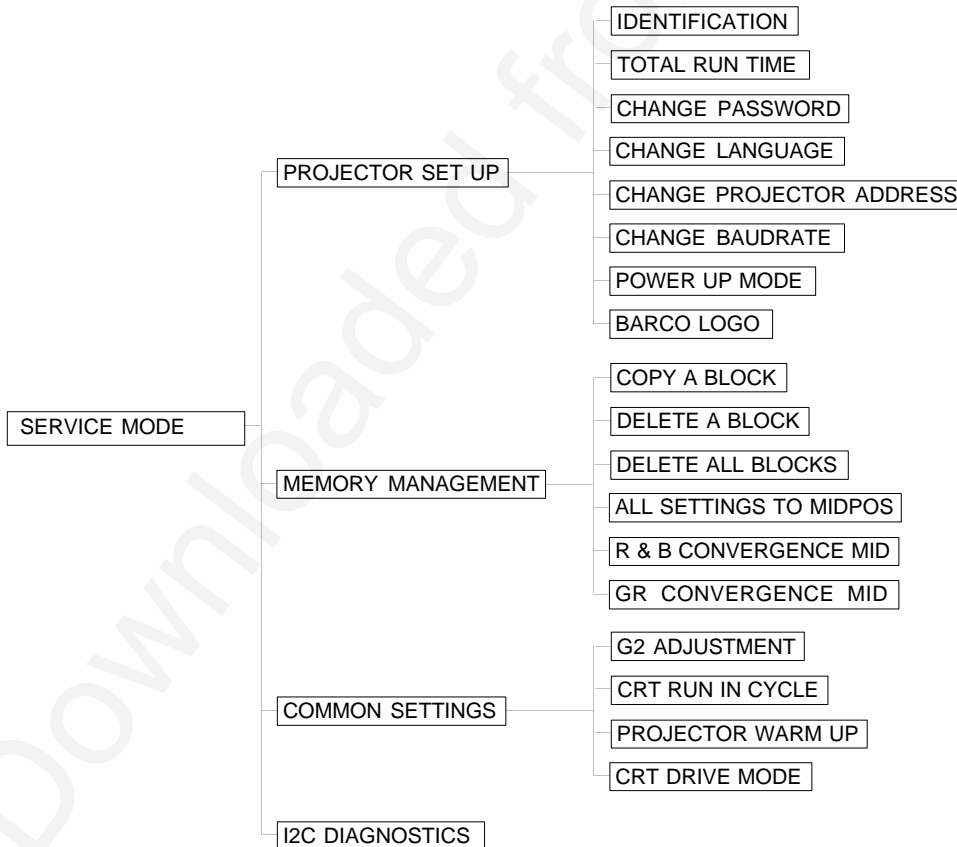 IDENTIFICATION
TOTAL RUN TIME
CHANGE PASSWORD
CHANGE LANGUAGE
PROJECTOR SET UP
CHANGE PROJECTOR ADDRESS
CHANGE BAUDRATE
POWER UP MODE
BARCO LOGO
COPY A BLOCK
SERVICE MODE
DELETE A BLOCK
DELETE ALL BLOCKS
MEMORY MANAGEMENT
ALL SETTINGS TO MIDPOS
R & B CONVERGENCE MID
GR CONVERGENCE MID
G2 ADJUSTMENT
CRT RUN IN CYCLE
COMMON SETTINGS
PROJECTOR WARM UP
CRT DRIVE MODE
I2C DIAGNOSTICS
Downloaded from